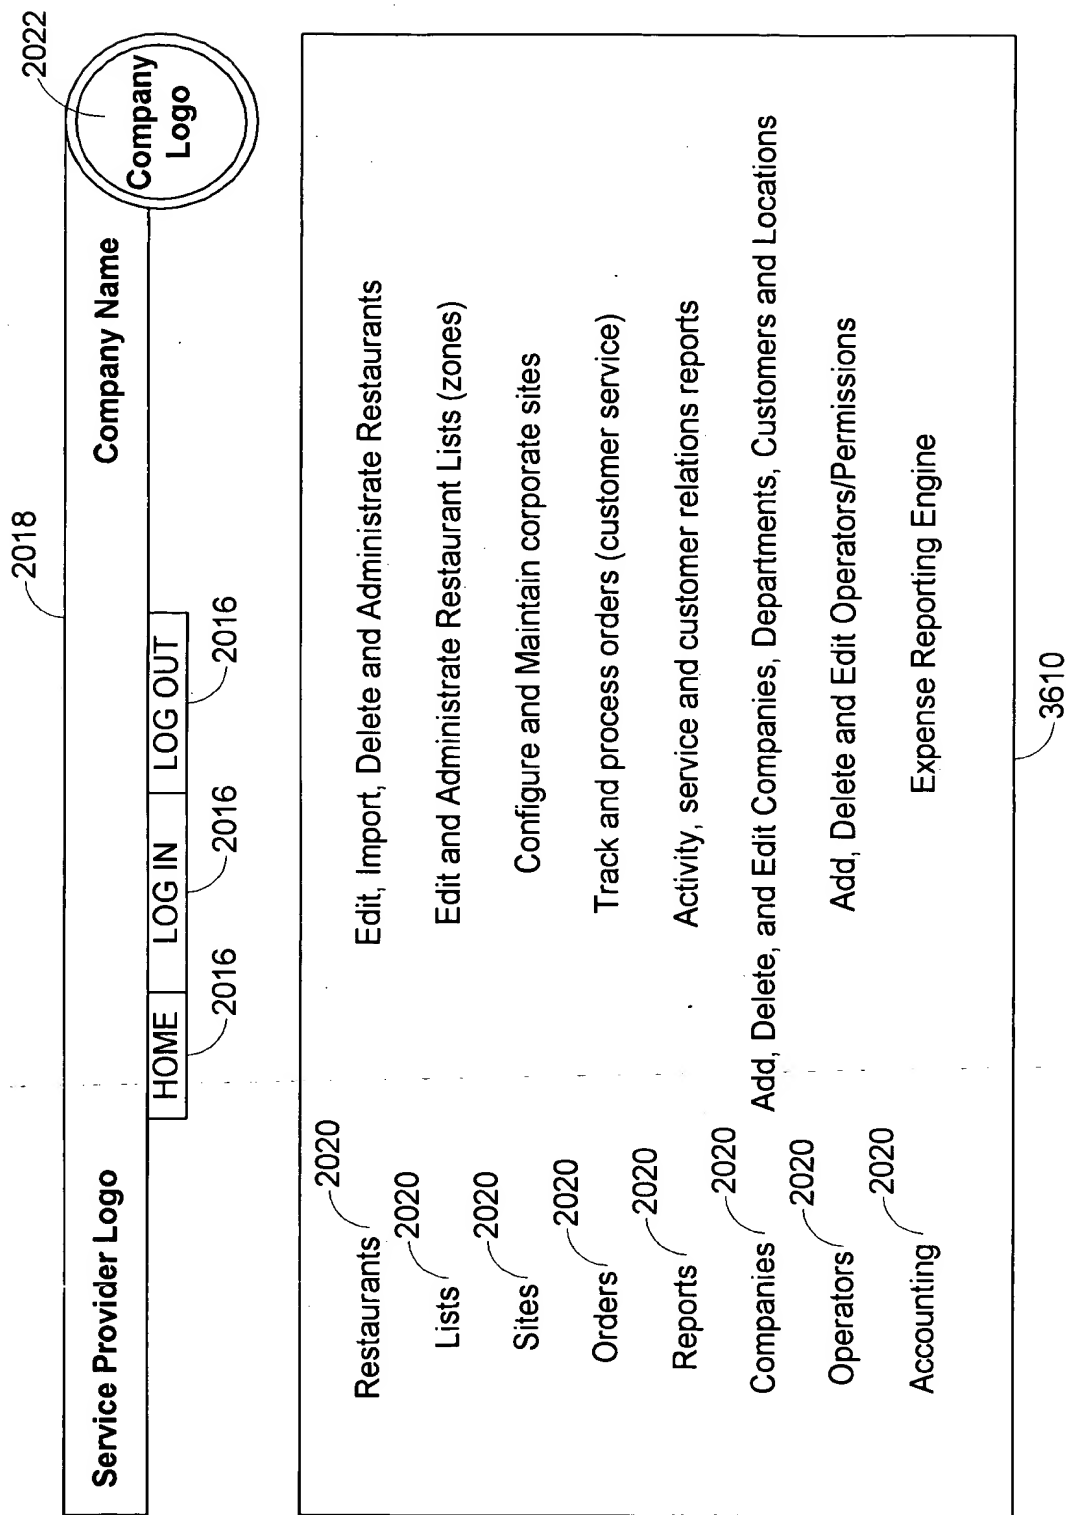 2018
2022
Service Provider Logo
Company Name
Company
Logo
HOME
LOG IN
LOG OUT
2016
2016
2016
2020
Restaurants
Edit, Import, Delete and Administrate Restaurants
2020
Lists
Edit and Administrate Restaurant Lists (zones)
2020
Sites
Configure and Maintain corporate sites
2020
Orders
Track and process orders (customer service)
2020
Reports
Activity, service and customer relations reports
2020
Companies
Add, Delete, and Edit Companies, Departments, Customers and Locations
2020
Operators
Add, Delete and Edit Operators/Permissions
2020
Accounting
Expense Reporting Engine
3610